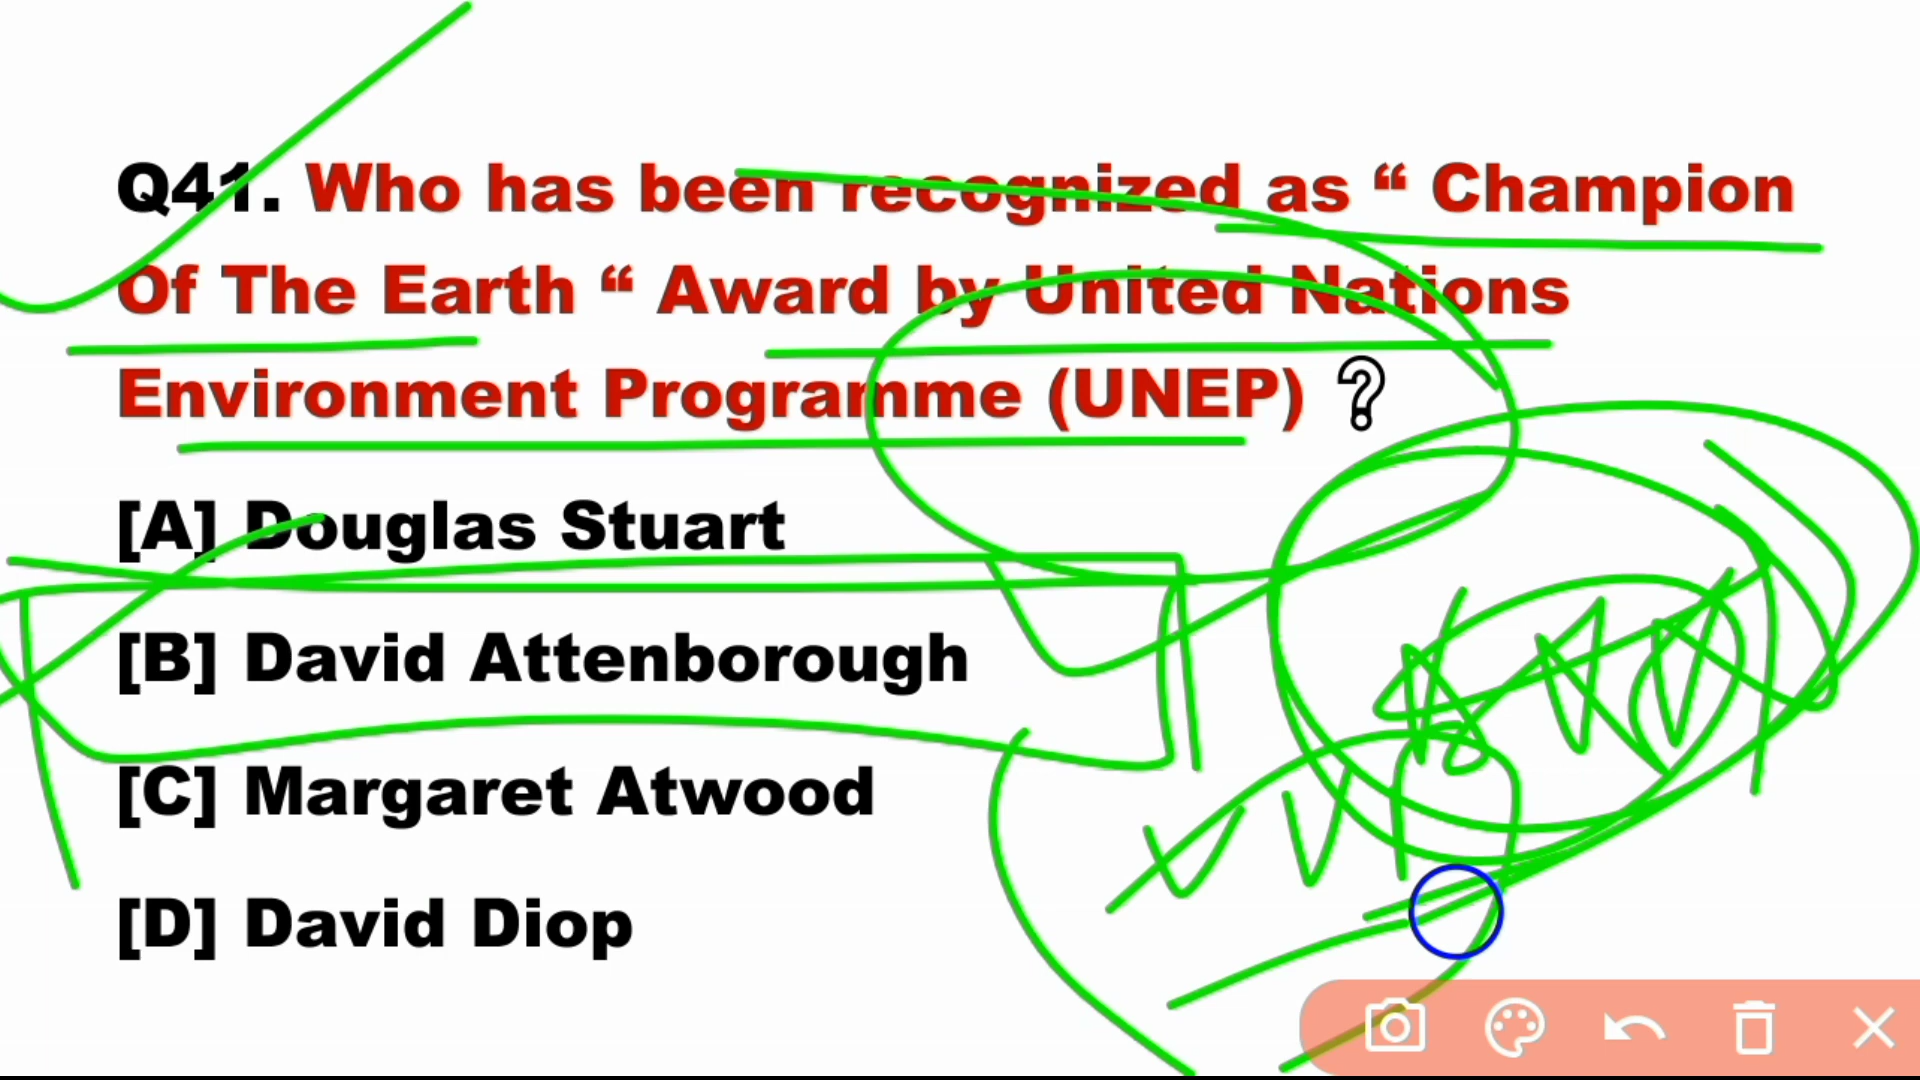 Q41. Who has been recognized as “ Champion
Of The Earth “ Award by United Nations
Environment Programme (UNEP) ?
[A] Douglas Stuart
[B] David Attenborough
[C] Margaret Atwood
[D] David Diop